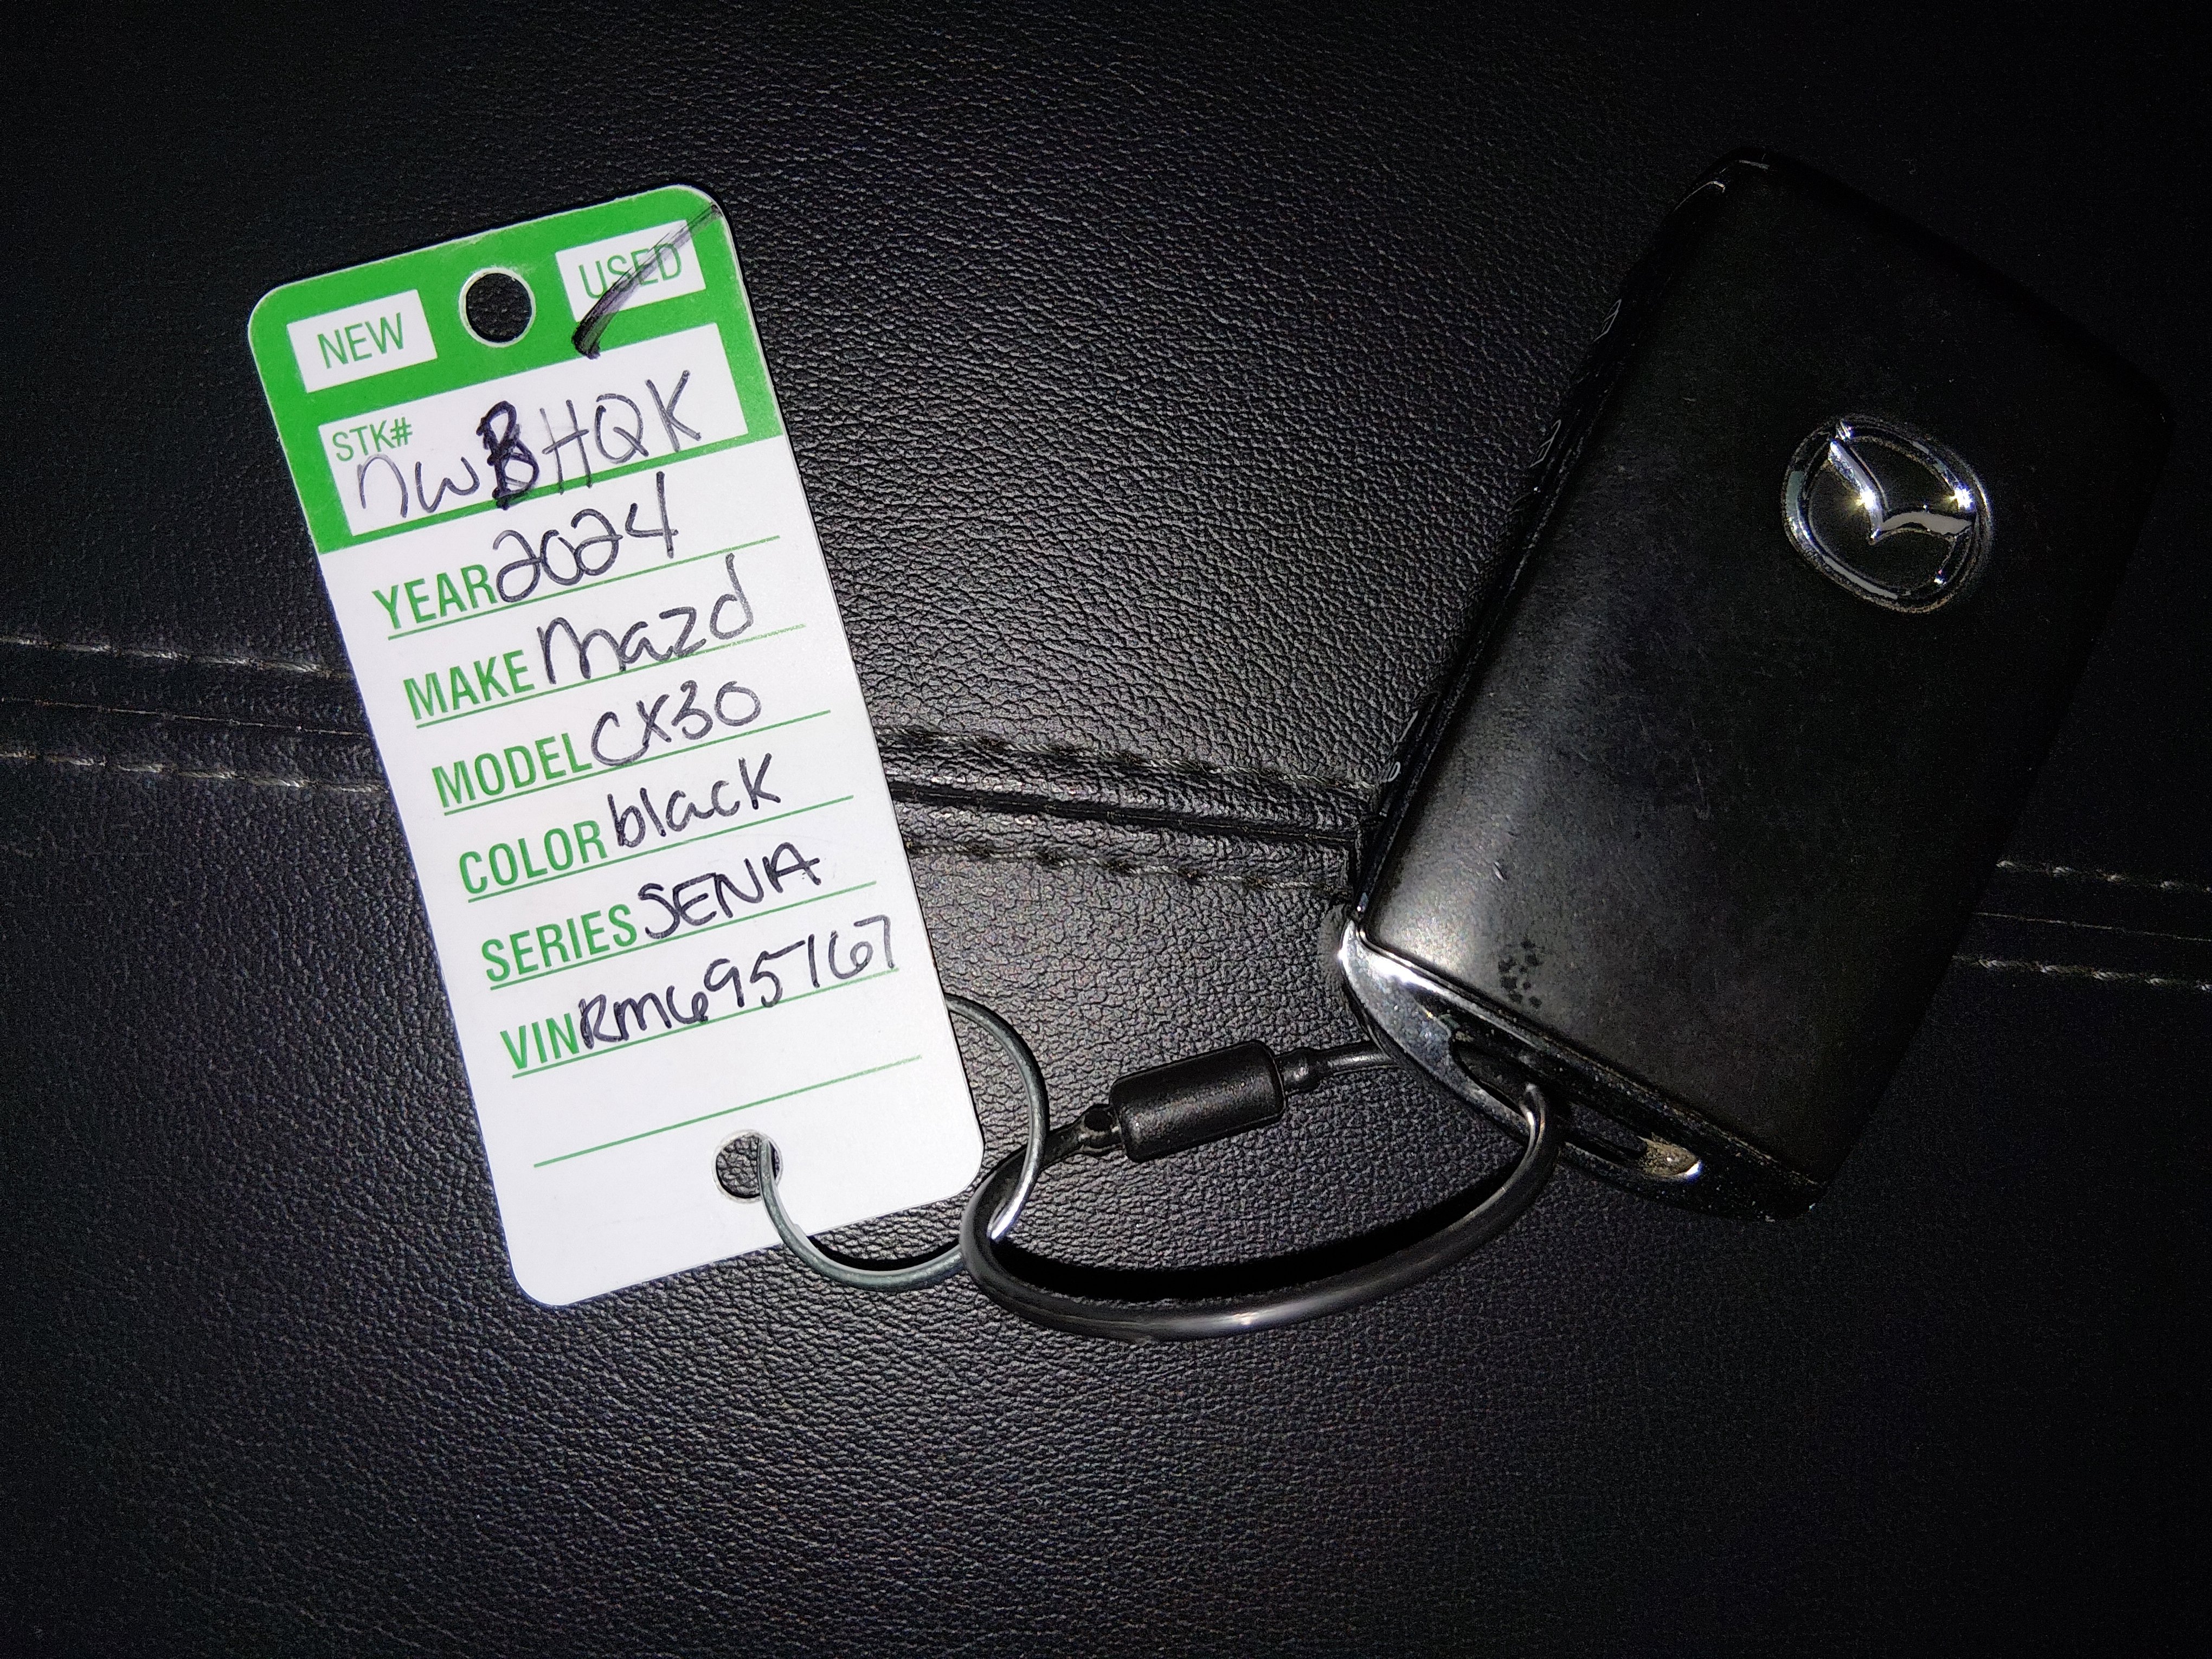 NEW USED
STK# nwBHQK
YEAR 2024
MAKE Mazd
MODEL CX30
COLOR black
SERIES SENA
VIN Rm695767